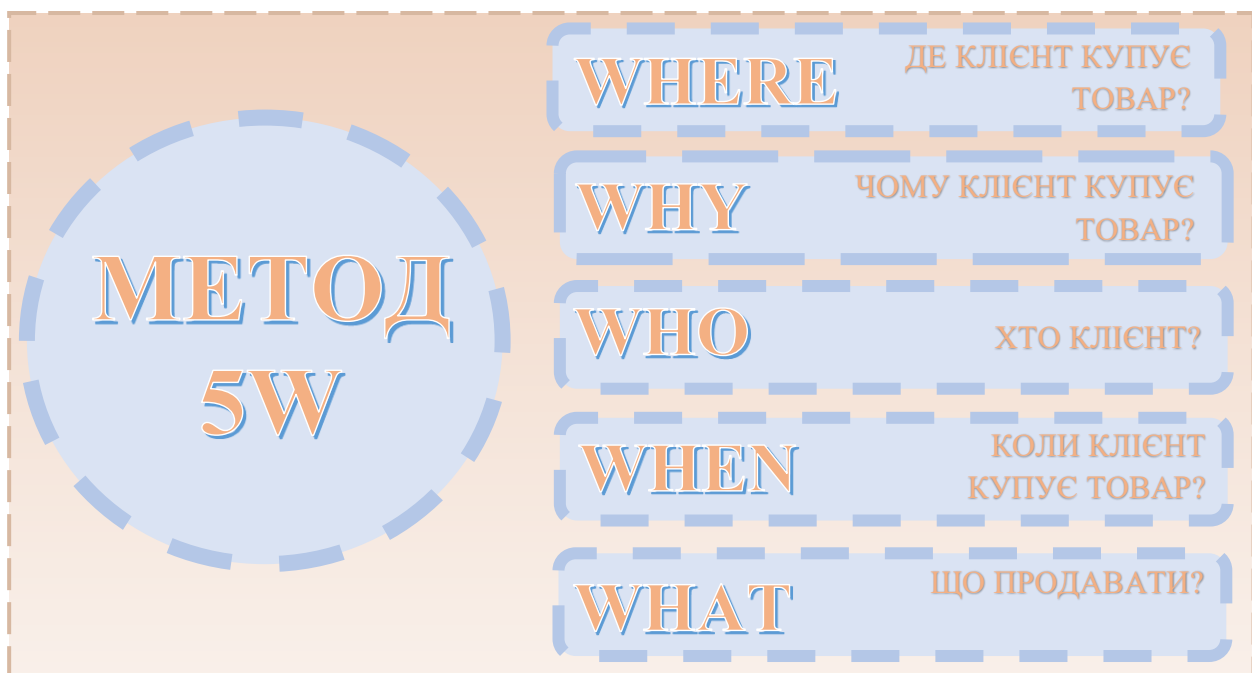 МЕТОД
5W
WHERE
ДЕ КЛІЄНТ КУПУЄ
ТОВАР?
WHY
ЧОМУ КЛІЄНТ КУПУЄ
ТОВАР?
WHO
ХТО КЛІЄНТ?
WHEN
КОЛИ КЛІЄНТ
КУПУЄ ТОВАР?
WHAT
ЩО ПРОДАВАТИ?